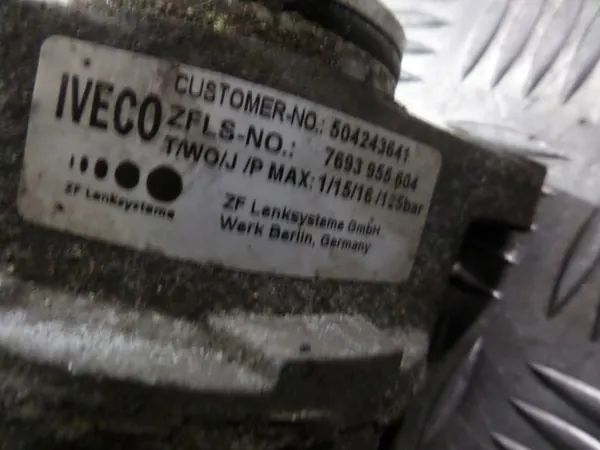 IVECO
CUSTOMER-NO.: 504243641
ZFLS-NO.: 7693 955 604
T/WO/J /P MAX: 1/15/16 /125bar
ZF Lenksysteme
ZF Lenksysteme GmbH
Werk Berlin, Germany